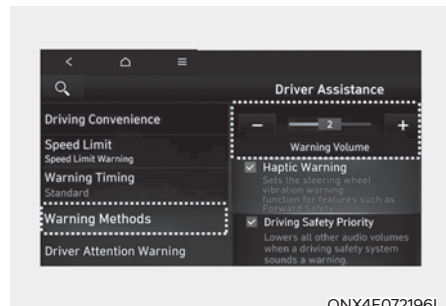 Driver Assistance
Driving Convenience
Speed Limit
Speed Limit Warning
Warning Timing
Standard
Warning Methods
Driver Attention Warning
− 2 +
Warning Volume
Haptic Warning
Sets the steering wheel
vibration warning
function for features such as
Forward Safety
Driving Safety Priority
Lowers all other audio volumes
when a driving safety system
sounds a warning.
ONX4E072196L